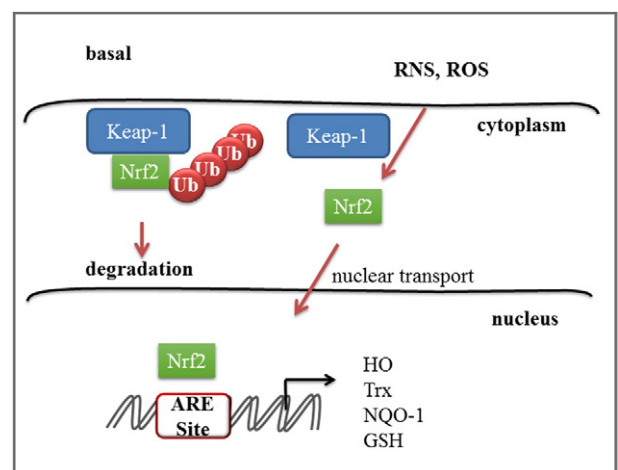 basal
RNS, ROS
cytoplasm
Keap-1
Nrf2
Ub
Ub
Ub
Ub
Keap-1
Nrf2
degradation
nuclear transport
nucleus
Nrf2
ARE
Site
HO
Trx
NQO-1
GSH